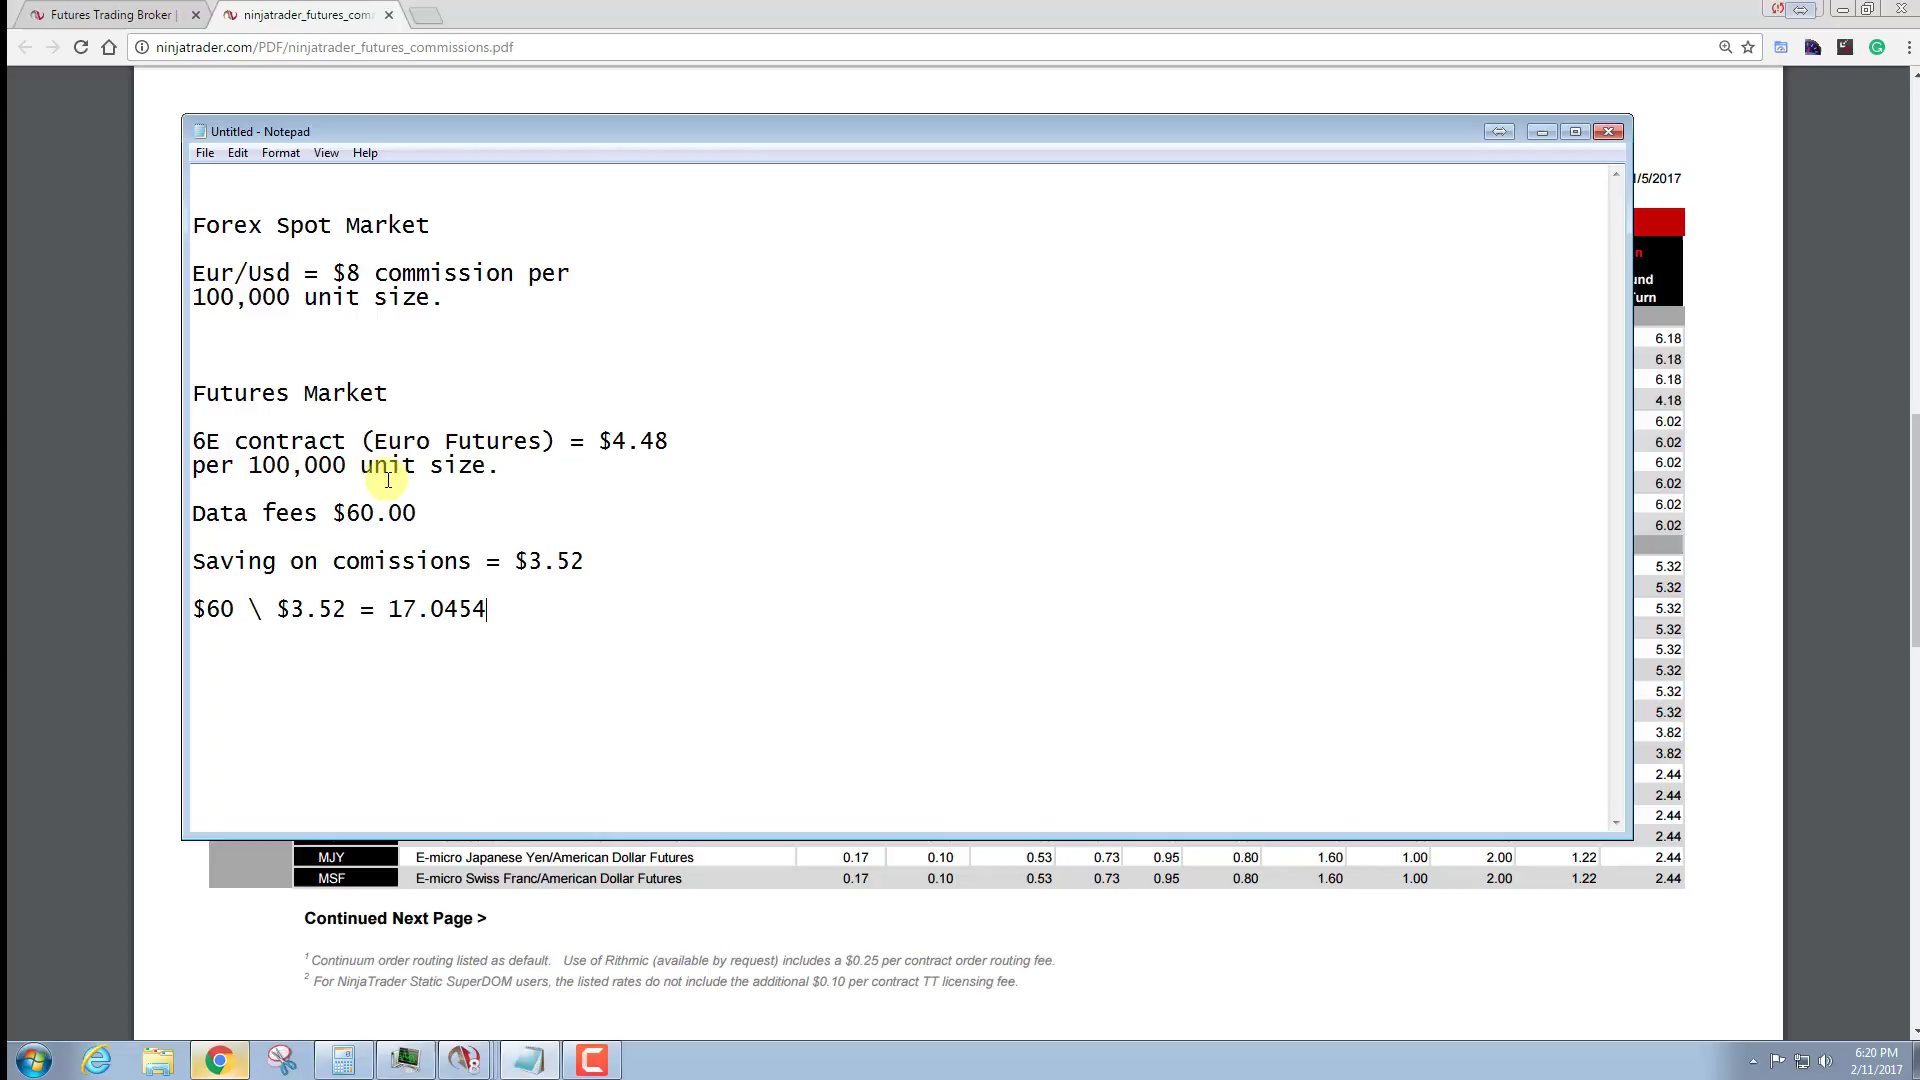 Futures Trading Broker |
ninjatrader_futures_com
ninjatrader.com/PDF/ninjatrader_futures_commissions.pdf
Untitled - Notepad
File Edit Format View Help
1/5/2017
Forex Spot Market
Eur/Usd = $8 commission per
100,000 unit size.
Futures Market
6E contract (Euro Futures) = $4.48
per 100,000 unit size.
Data fees $60.00
Saving on comissions = $3.52
$60 \ $3.52 = 17.0454
n
und
urn
6.18
6.18
6.18
4.18
6.02
6.02
6.02
6.02
6.02
6.02
5.32
5.32
5.32
5.32
5.32
5.32
5.32
5.32
3.82
3.82
2.44
2.44
2.44
2.44
MJY E-micro Japanese Yen/American Dollar Futures 0.17 0.10 0.53 0.73 0.95 0.80 1.60 1.00 2.00 1.22 2.44
MSF E-micro Swiss Franc/American Dollar Futures 0.17 0.10 0.53 0.73 0.95 0.80 1.60 1.00 2.00 1.22 2.44
Continued Next Page >
1 Continuum order routing listed as default. Use of Rithmic (available by request) includes a $0.25 per contract order routing fee.
2 For NinjaTrader Static SuperDOM users, the listed rates do not include the additional $0.10 per contract TT licensing fee.
6:20 PM
2/11/2017